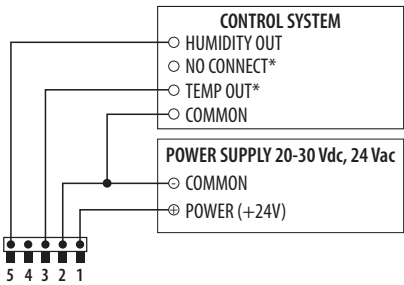 CONTROL SYSTEM
HUMIDITY OUT
NO CONNECT*
TEMP OUT*
COMMON
POWER SUPPLY 20-30 Vdc, 24 Vac
COMMON
POWER (+24V)
5 4 3 2 1